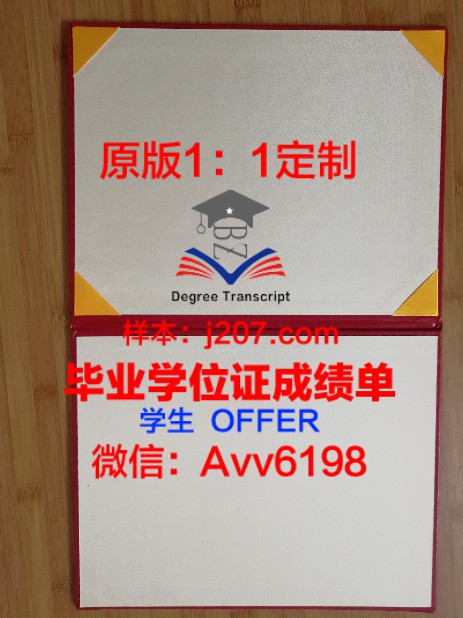 原版1：1定制
BZ
Degree Transcript
样本：j207.com
毕业学位证成绩单
学生 OFFER
微信：Avv6198